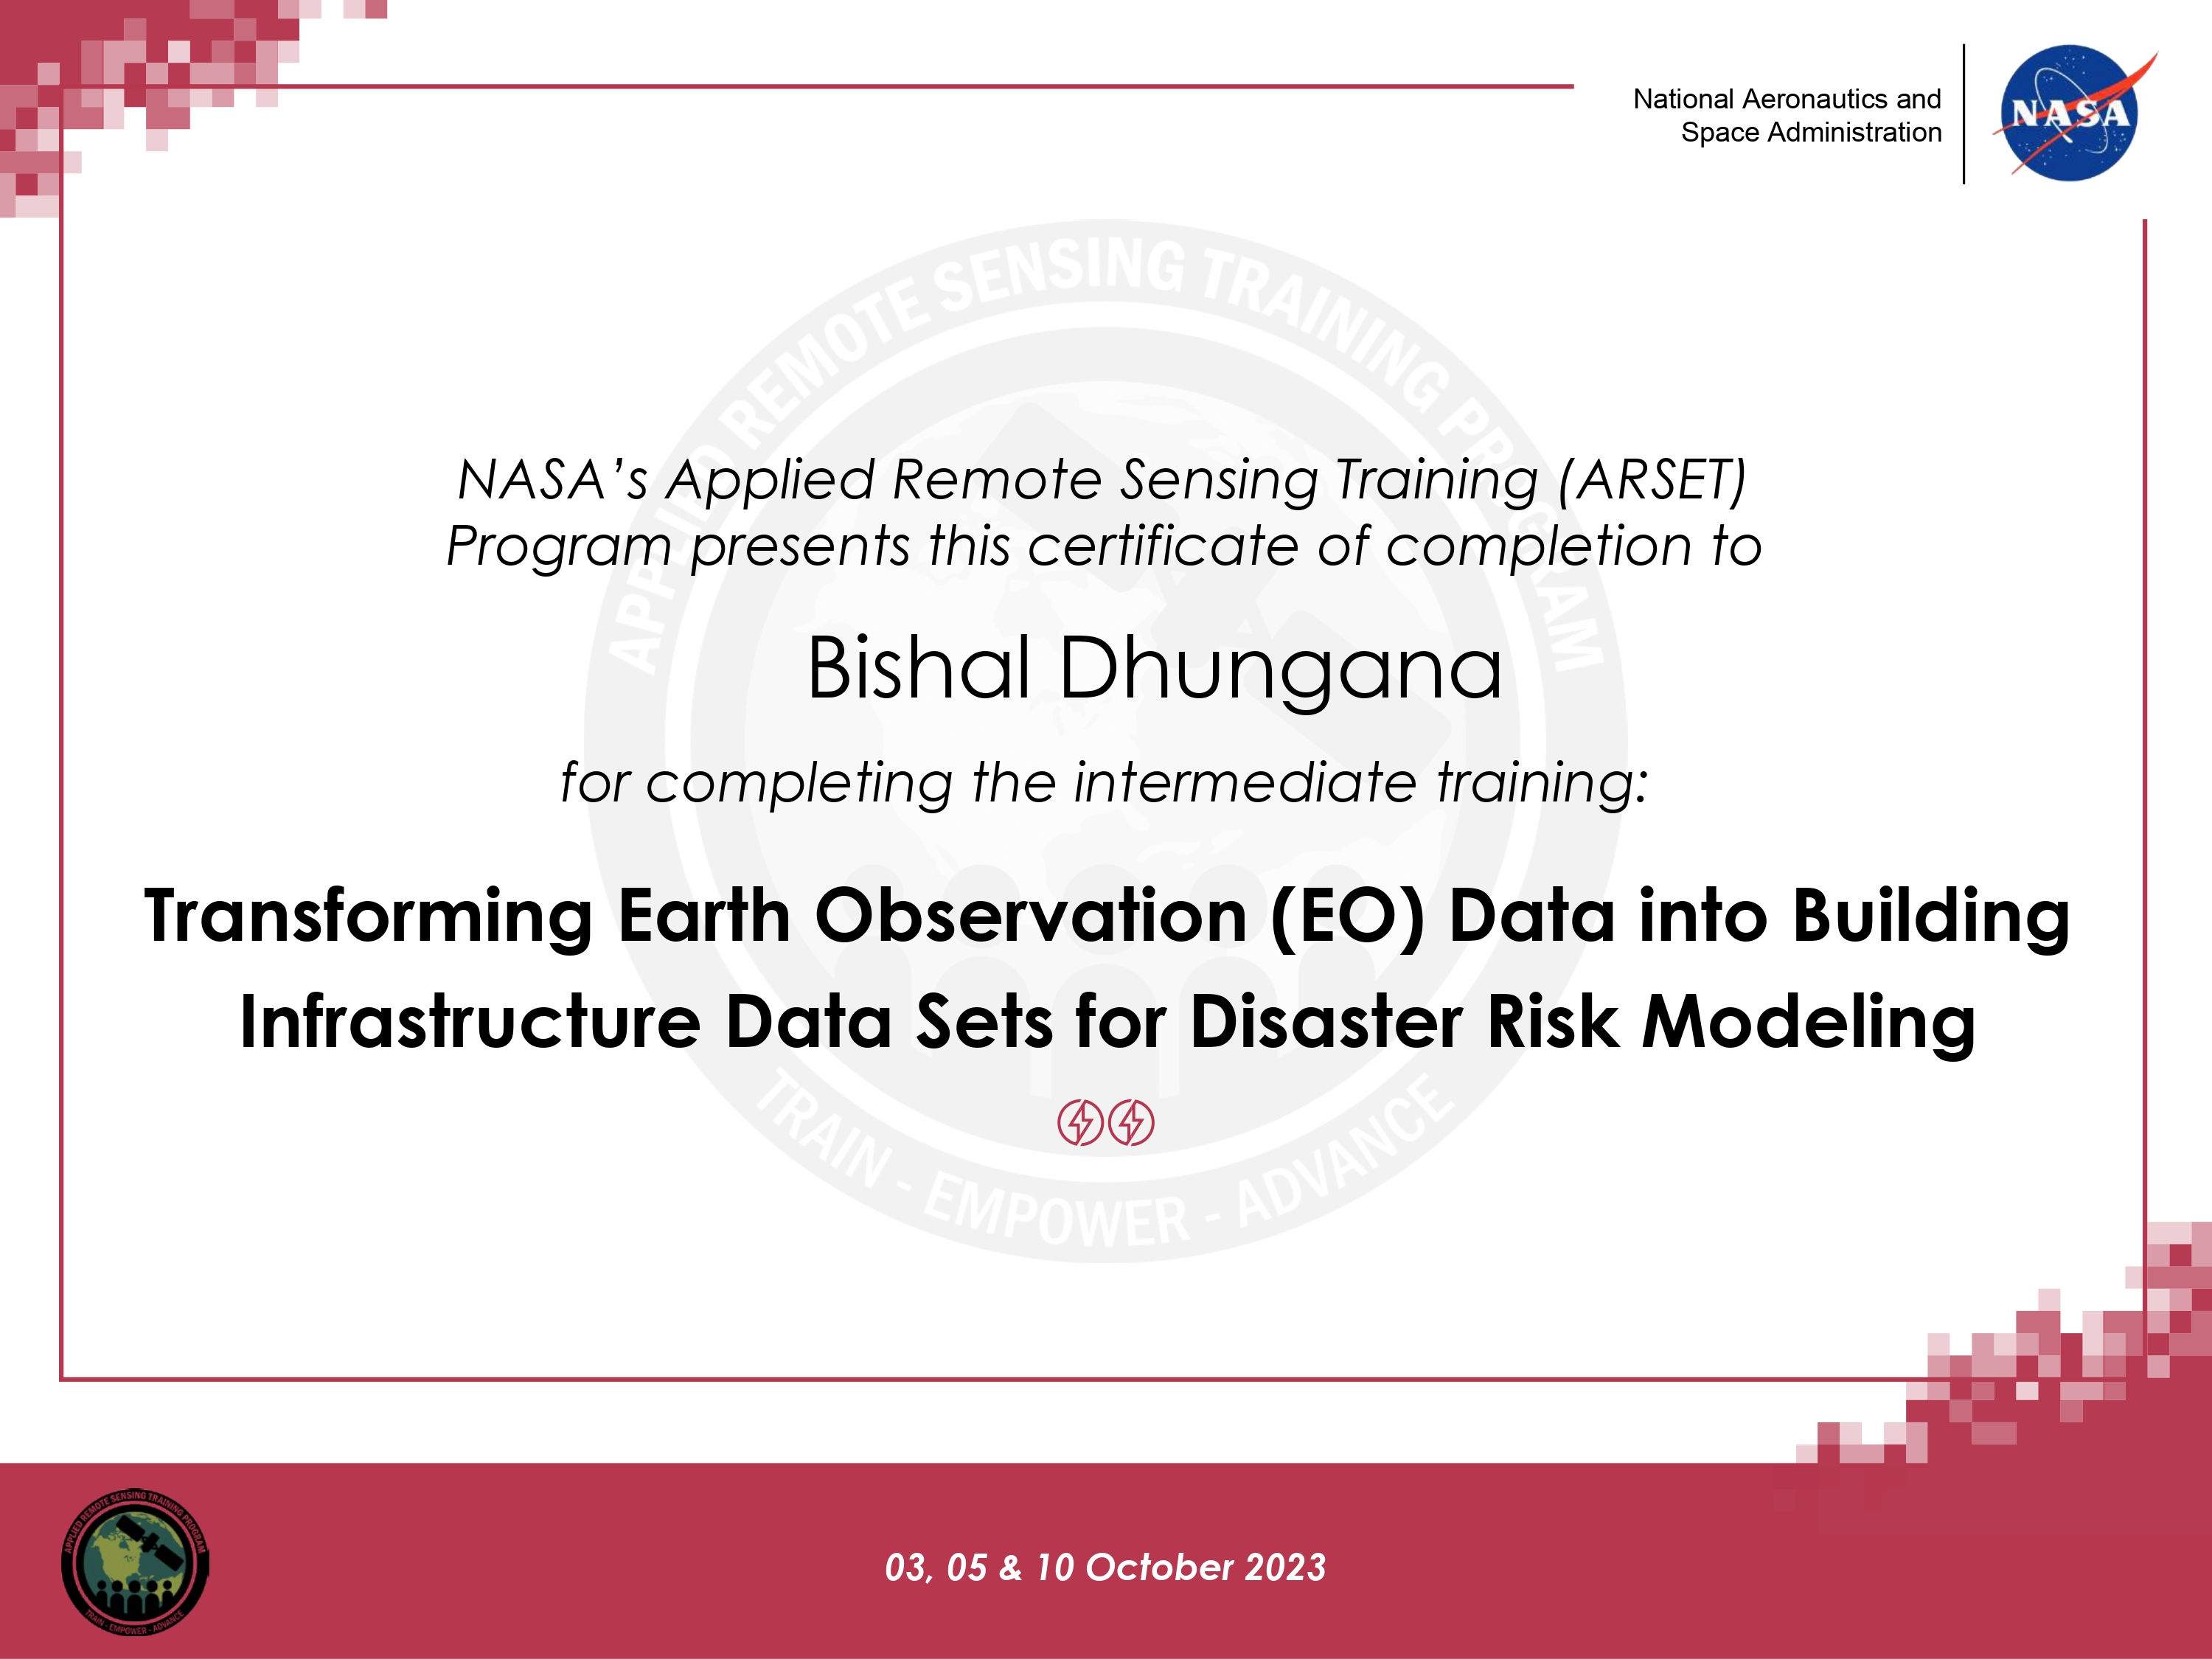 National Aeronautics and
Space Administration
NASA
APPLIED REMOTE SENSING TRAINING PROGRAM
NASA’s Applied Remote Sensing Training (ARSET)
Program presents this certificate of completion to
Bishal Dhungana
for completing the intermediate training:
Transforming Earth Observation (EO) Data into Building
Infrastructure Data Sets for Disaster Risk Modeling
TRAIN - EMPOWER - ADVANCE
APPLIED REMOTE SENSING TRAINING PROGRAM
TRAIN - EMPOWER - ADVANCE
03, 05 & 10 October 2023